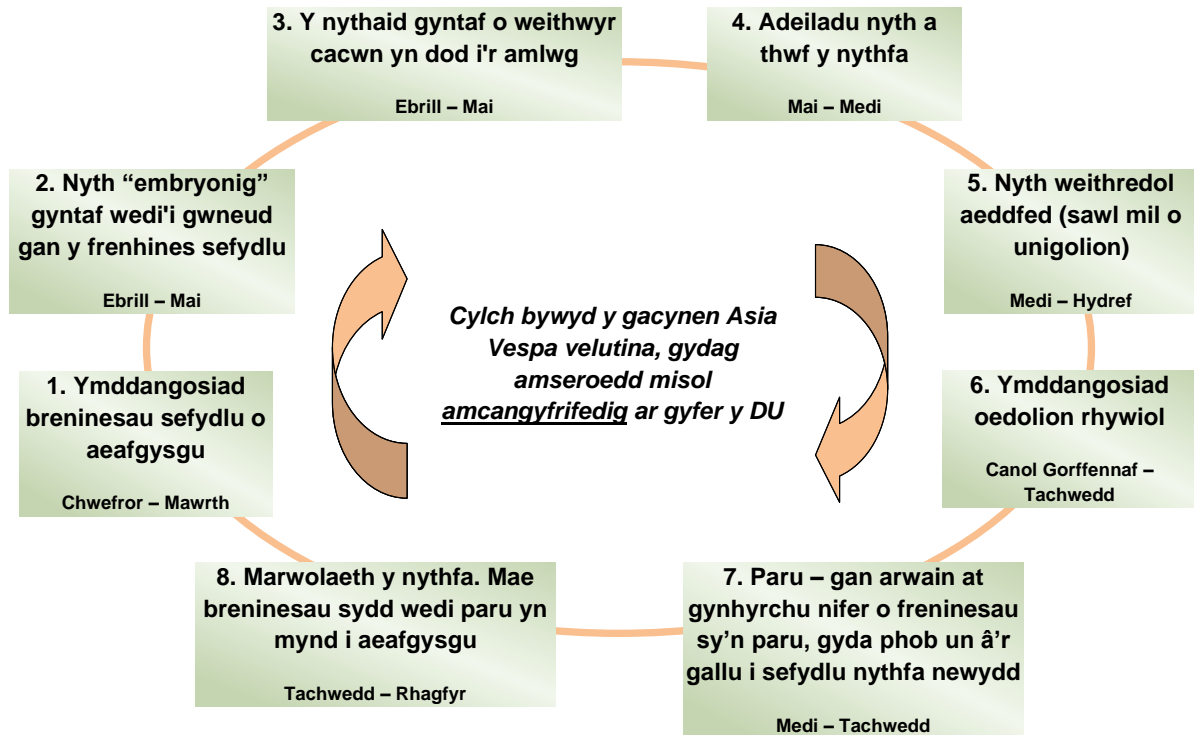 3. Y nythaid gyntaf o weithwyr
cacwn yn dod i'r amlwg
Ebrill – Mai
4. Adeiladu nyth a
thwf y nythfa
Mai – Medi
2. Nyth “embryonig”
gyntaf wedi'i gwneud
gan y frenhines sefydlu
Ebrill – Mai
5. Nyth weithredol
aeddfed (sawl mil o
unigolion)
Medi – Hydref
Cylch bywyd y gacynen Asia
Vespa velutina, gydag
amseroedd misol
amcangyfrifedig ar gyfer y DU
1. Ymddangosiad
breninesau sefydlu o
aeafgysgu
Chwefror – Mawrth
6. Ymddangosiad
oedolion rhywiol
Canol Gorffennaf –
Tachwedd
8. Marwolaeth y nythfa. Mae
breninesau sydd wedi paru yn
mynd i aeafgysgu
Tachwedd – Rhagfyr
7. Paru – gan arwain at
gynhyrchu nifer o freninesau
sy’n paru, gyda phob un â’r
gallu i sefydlu nythfa newydd
Medi – Tachwedd